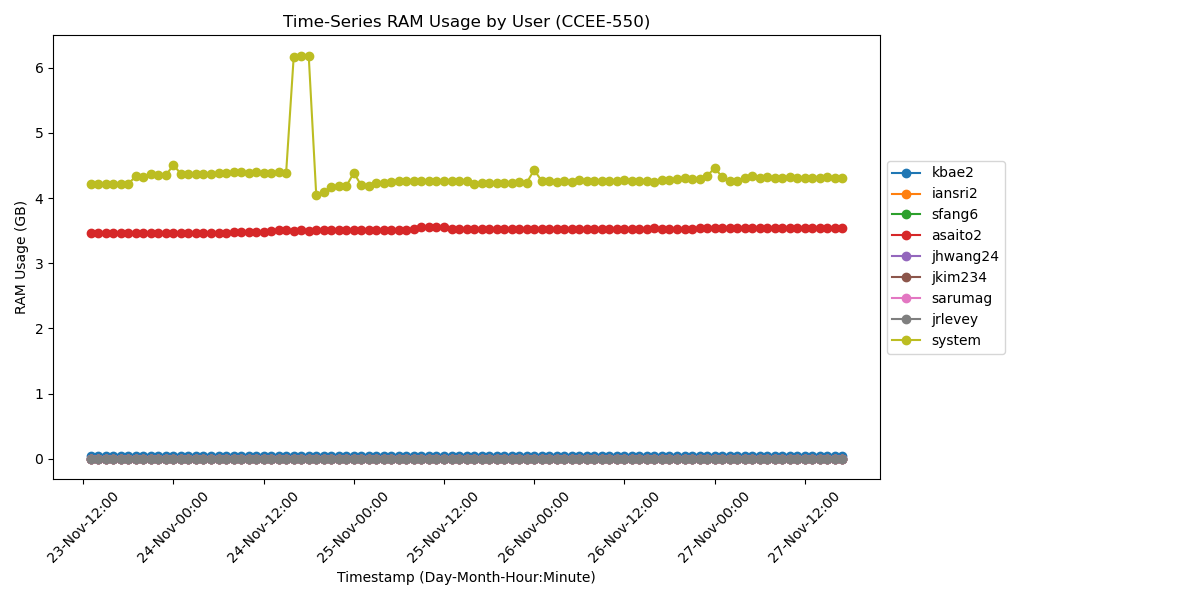 Time-Series RAM Usage by User (CCEE-550)
RAM Usage (GB)
6
5
4
3
2
1
0
23-Nov-12:00
24-Nov-00:00
24-Nov-12:00
25-Nov-00:00
25-Nov-12:00
26-Nov-00:00
26-Nov-12:00
27-Nov-00:00
27-Nov-12:00
Timestamp (Day-Month-Hour:Minute)
kbae2
iansri2
sfang6
asaito2
jhwang24
jkim234
sarumag
jrlevey
system